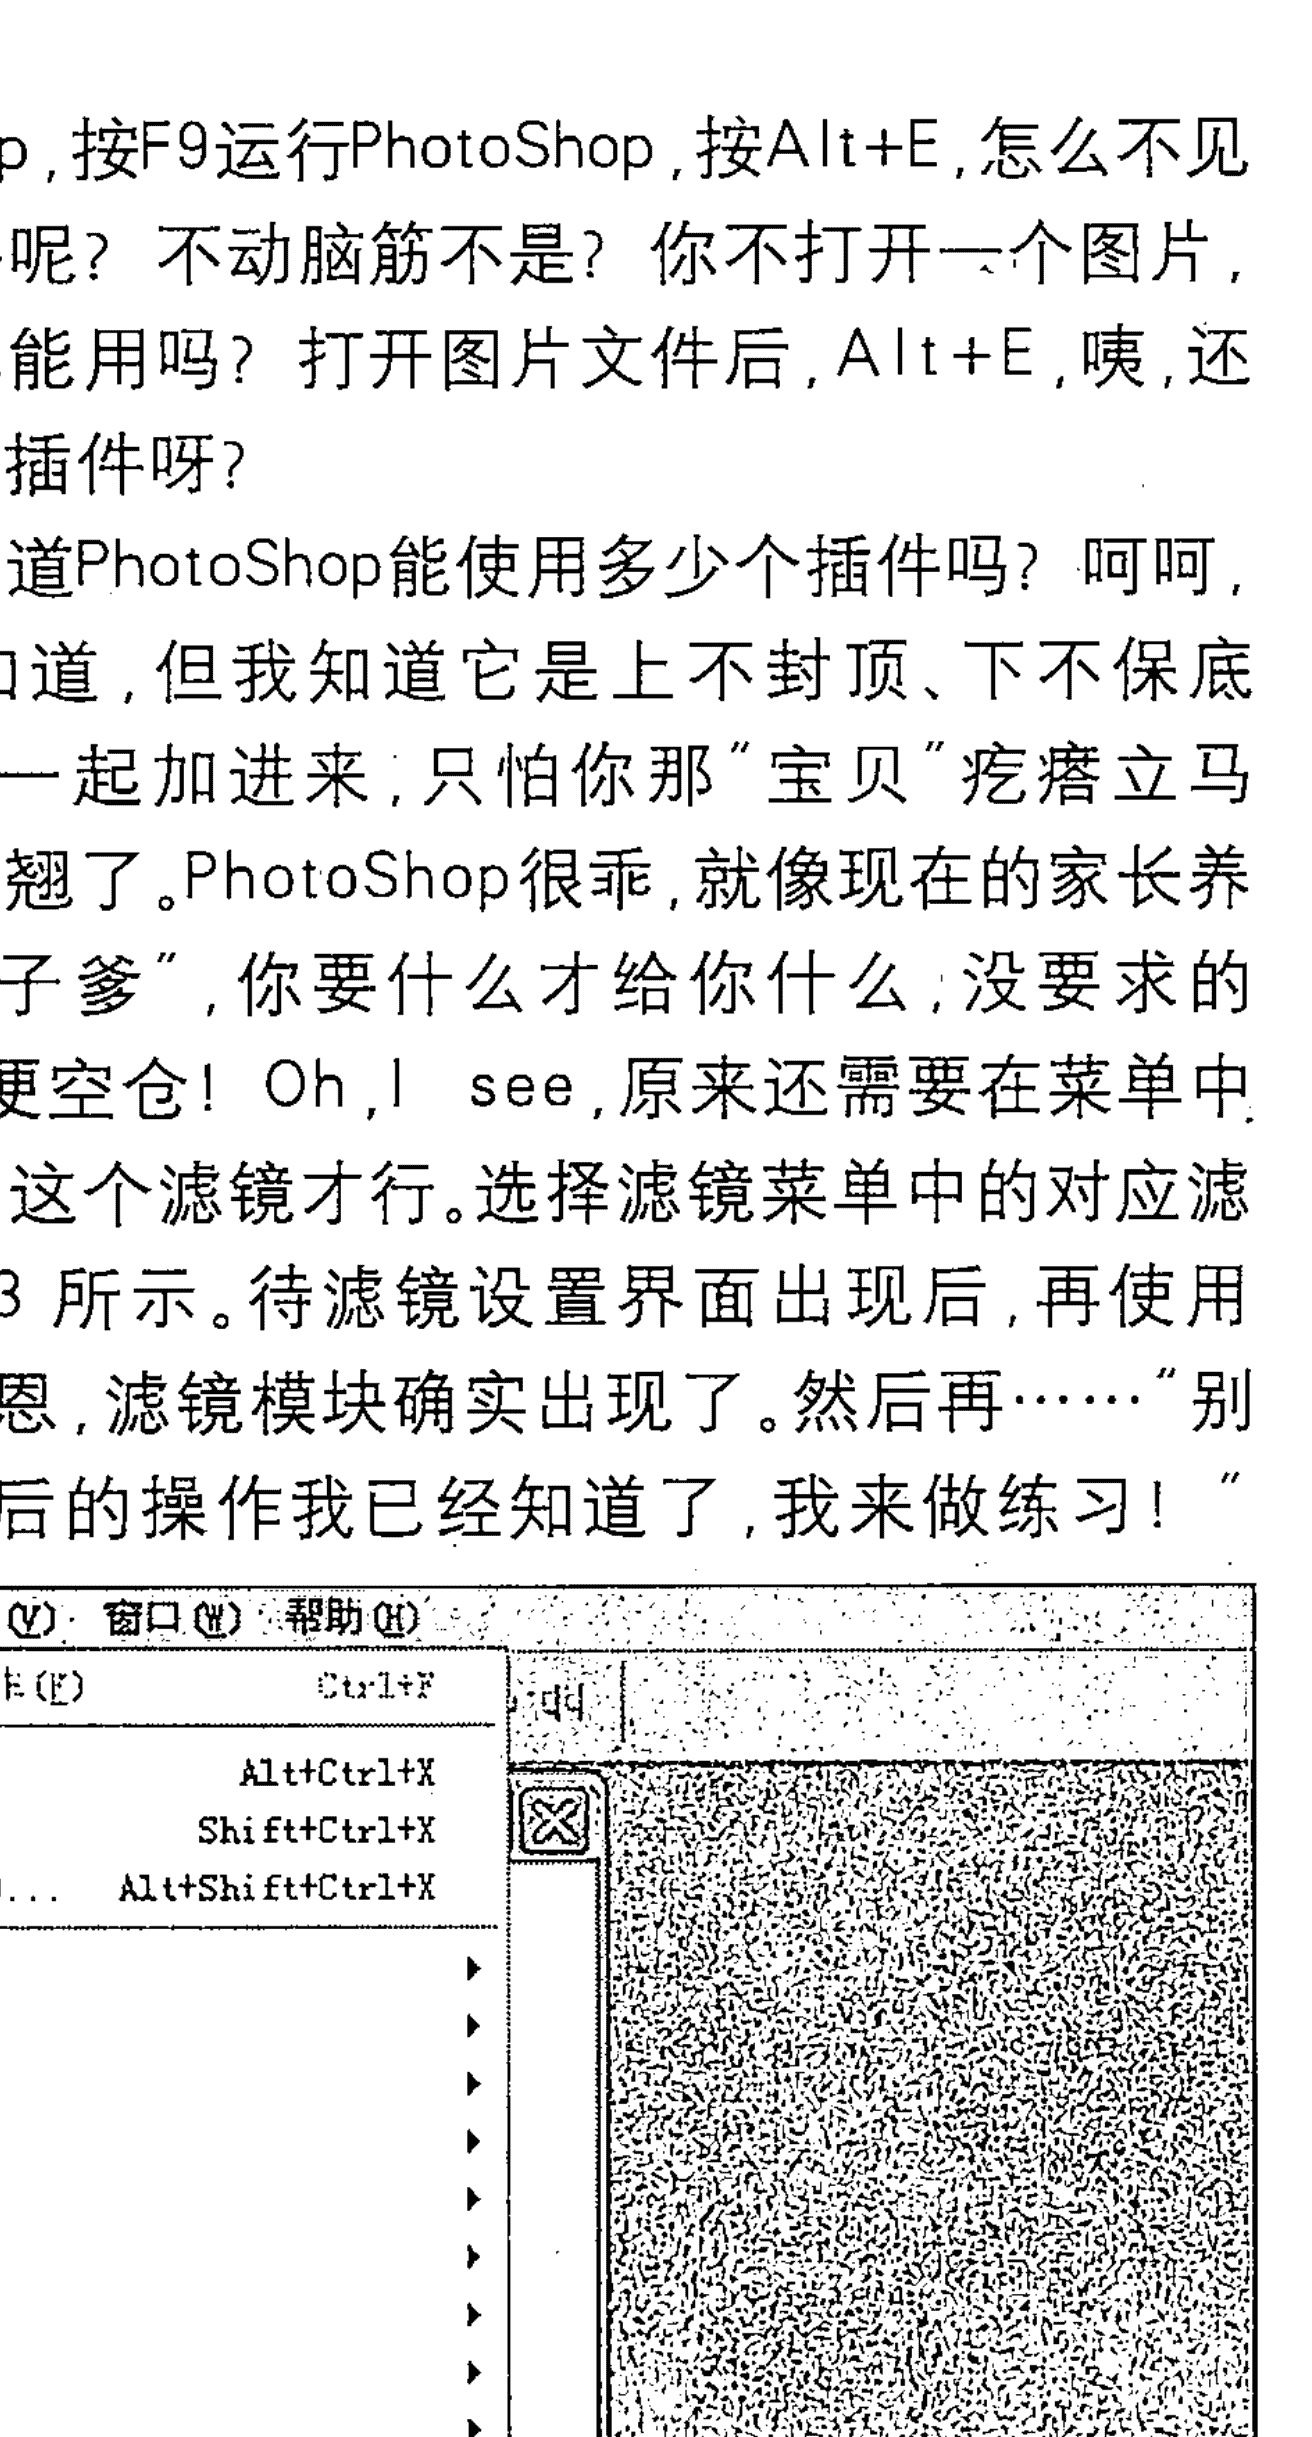 p,按F9运行PhotoShop,按Alt+E,怎么不见
呢? 不动脑筋不是? 你不打开一个图片,
能用吗? 打开图片文件后,Alt+E,咦,还
插件呀?
道PhotoShop能使用多少个插件吗? 呵呵,
道,但我知道它是上不封顶、下不保底
一起加进来,只怕你那"宝贝"疙瘩立马
翘了。PhotoShop很乖,就像现在的家长养
子爹",你要什么才给你什么,没要求的
更空仓! Oh,I see,原来还需要在菜单中
这个滤镜才行。选择滤镜菜单中的对应滤
3 所示。待滤镜设置界面出现后,再使用
恩,滤镜模块确实出现了。然后再……"别
后的操作我已经知道了,我来做练习! "
(V) 窗口(W) 帮助(H)
(F) Ctrl+F
Alt+Ctrl+X
Shift+Ctrl+X
... Alt+Shift+Ctrl+X